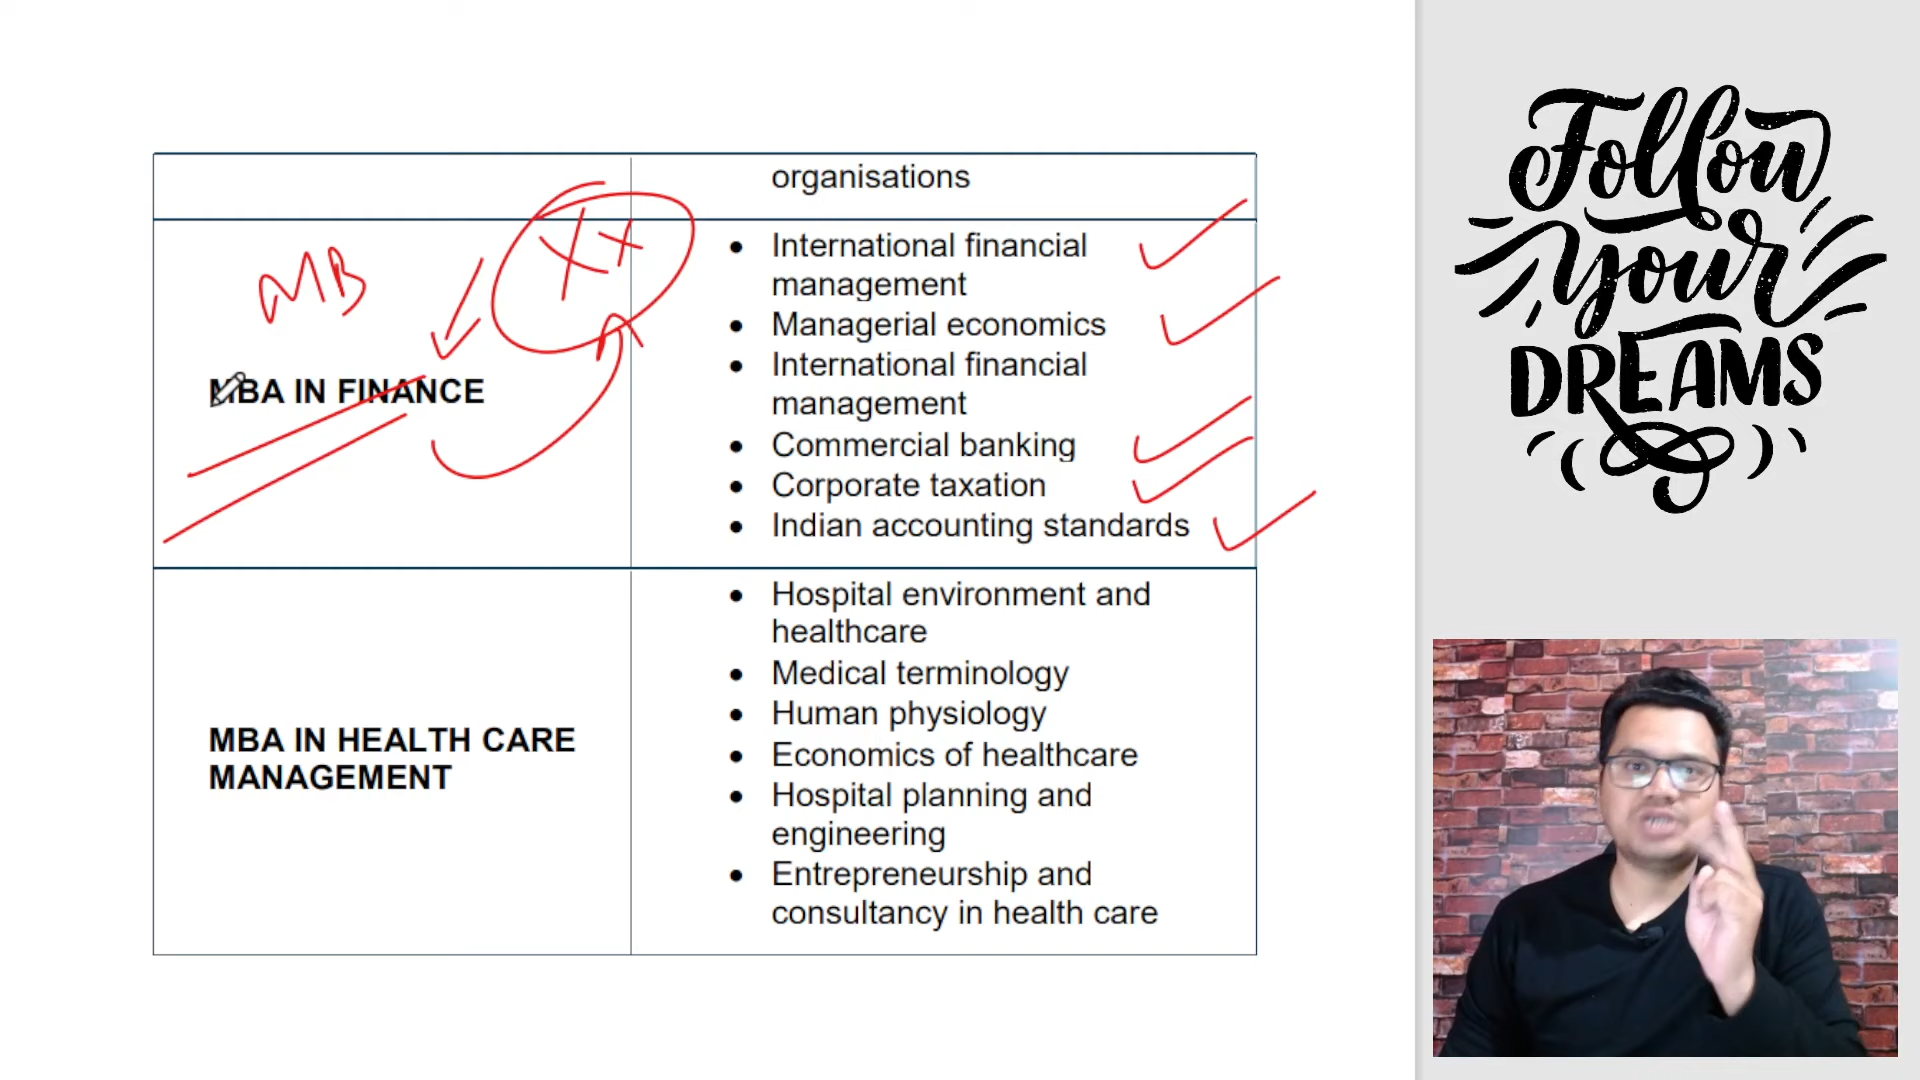 organisations
MB
XX
MBA IN FINANCE
• International financial
management
• Managerial economics
• International financial
management
• Commercial banking
• Corporate taxation
• Indian accounting standards
MBA IN HEALTH CARE
MANAGEMENT
• Hospital environment and
healthcare
• Medical terminology
• Human physiology
• Economics of healthcare
• Hospital planning and
engineering
• Entrepreneurship and
consultancy in health care
Follow
your
DREAMS